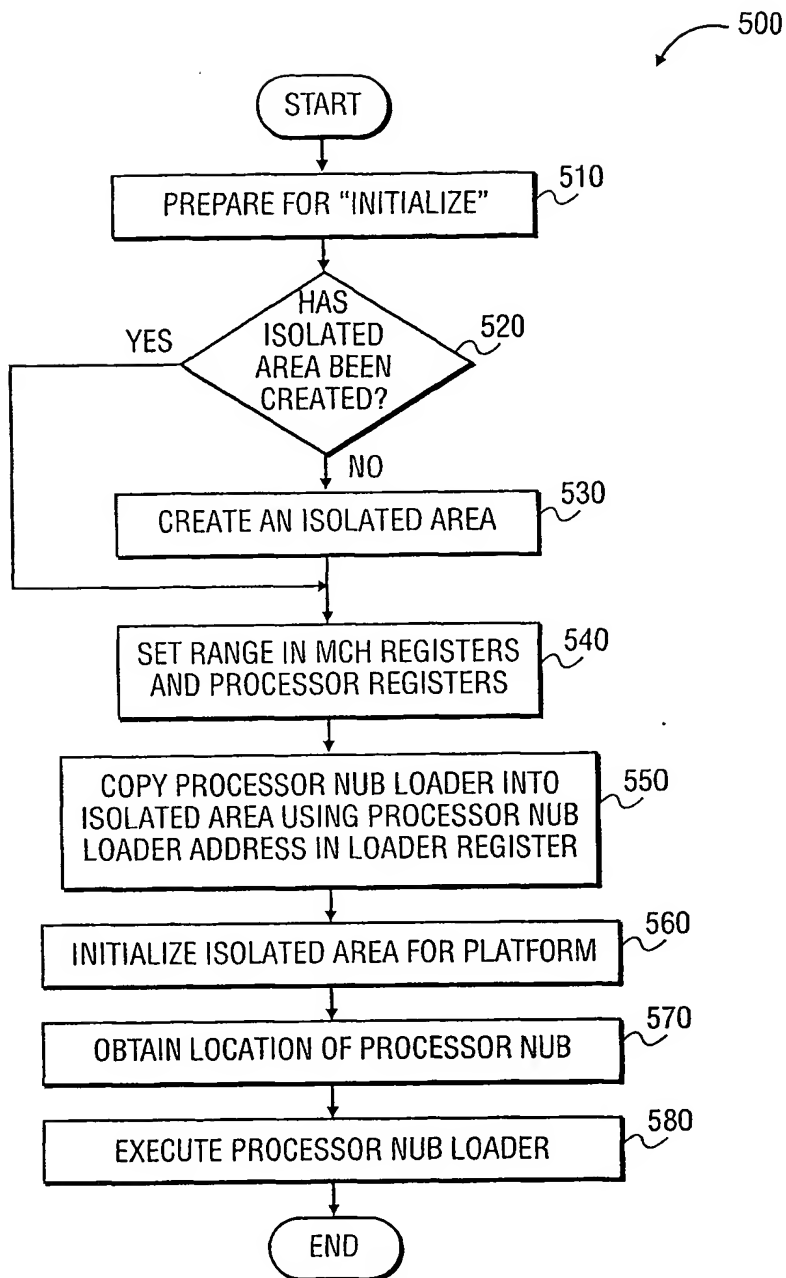 500
START
PREPARE FOR "INITIALIZE"
510
HAS
ISOLATED
AREA BEEN
CREATED?
520
YES
NO
CREATE AN ISOLATED AREA
530
SET RANGE IN MCH REGISTERS
AND PROCESSOR REGISTERS
540
COPY PROCESSOR NUB LOADER INTO
ISOLATED AREA USING PROCESSOR NUB
LOADER ADDRESS IN LOADER REGISTER
550
INITIALIZE ISOLATED AREA FOR PLATFORM
560
OBTAIN LOCATION OF PROCESSOR NUB
570
EXECUTE PROCESSOR NUB LOADER
580
END